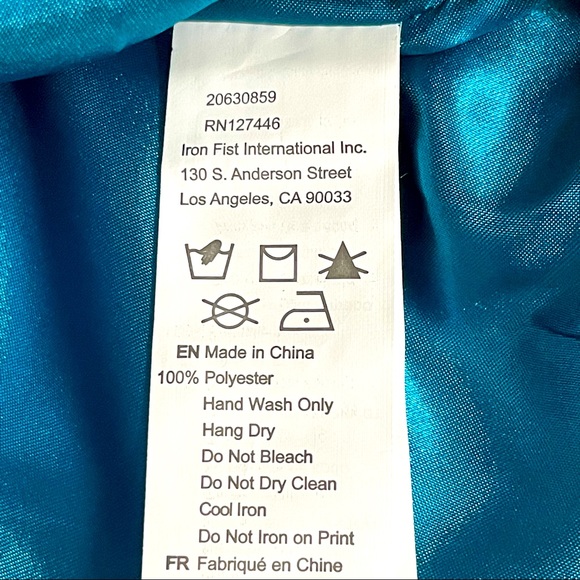 20630859
RN127446
Iron Fist International Inc.
130 S. Anderson Street
Los Angeles, CA 90033
EN Made in China
100% Polyester
Hand Wash Only
Hang Dry
Do Not Bleach
Do Not Dry Clean
Cool Iron
Do Not Iron on Print
FR Fabriqué en Chine